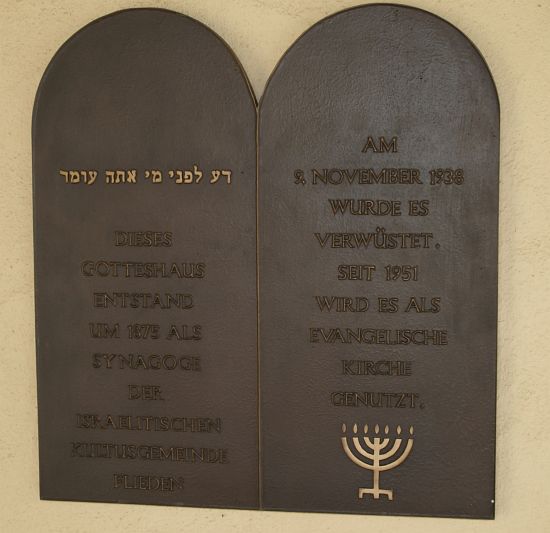 דע לפני מי אתה עומד
DIESES
GOTTESHAUS
ENTSTAND
UM 1875 ALS
SYNAGOGE
DER
ISRAELITISCHEN
KULTUSGEMEINDE
FLIEDEN
AM
9. NOVEMBER 1938
WURDE ES
VERWÜSTET.
SEIT 1951
WIRD ES ALS
EVANGELISCHE
KIRCHE
GENUTZT.